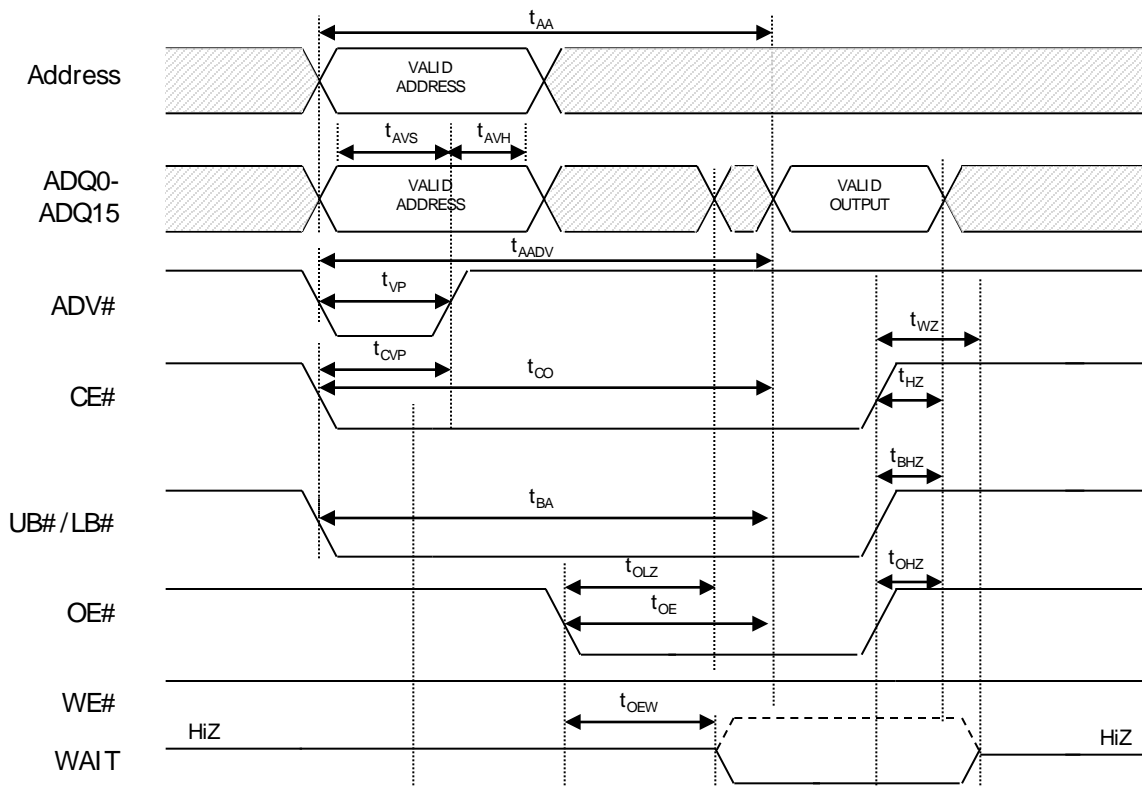 tAA
Address
VALID
ADDRESS
tAVS
tAVH
ADQ0-
ADQ15
VALID
ADDRESS
VALID
OUTPUT
tAADV
ADV#
tVP
tWZ
tCVP
tCO
CE#
tHZ
tBHZ
UB# / LB#
tBA
tOLZ
tOHZ
OE#
tOE
WE#
tOEW
HiZ
HiZ
WAIT